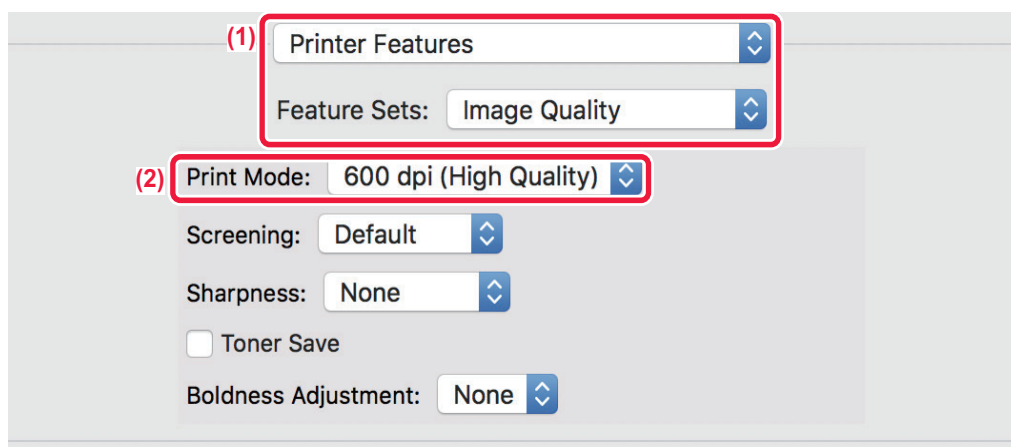 (1) Printer Features
Feature Sets: Image Quality
(2) Print Mode: 600 dpi (High Quality)
Screening: Default
Sharpness: None
Toner Save
Boldness Adjustment: None